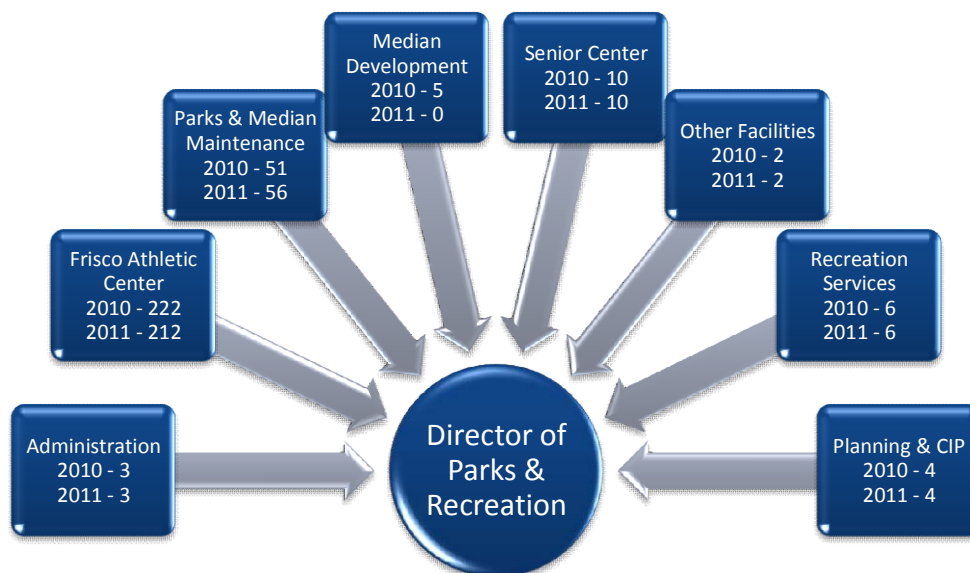 Administration
2010 - 3
2011 - 3
Frisco Athletic
Center
2010 - 222
2011 - 212
Parks & Median
Maintenance
2010 - 51
2011 - 56
Median
Development
2010 - 5
2011 - 0
Senior Center
2010 - 10
2011 - 10
Other Facilities
2010 - 2
2011 - 2
Recreation
Services
2010 - 6
2011 - 6
Planning & CIP
2010 - 4
2011 - 4
Director of
Parks &
Recreation